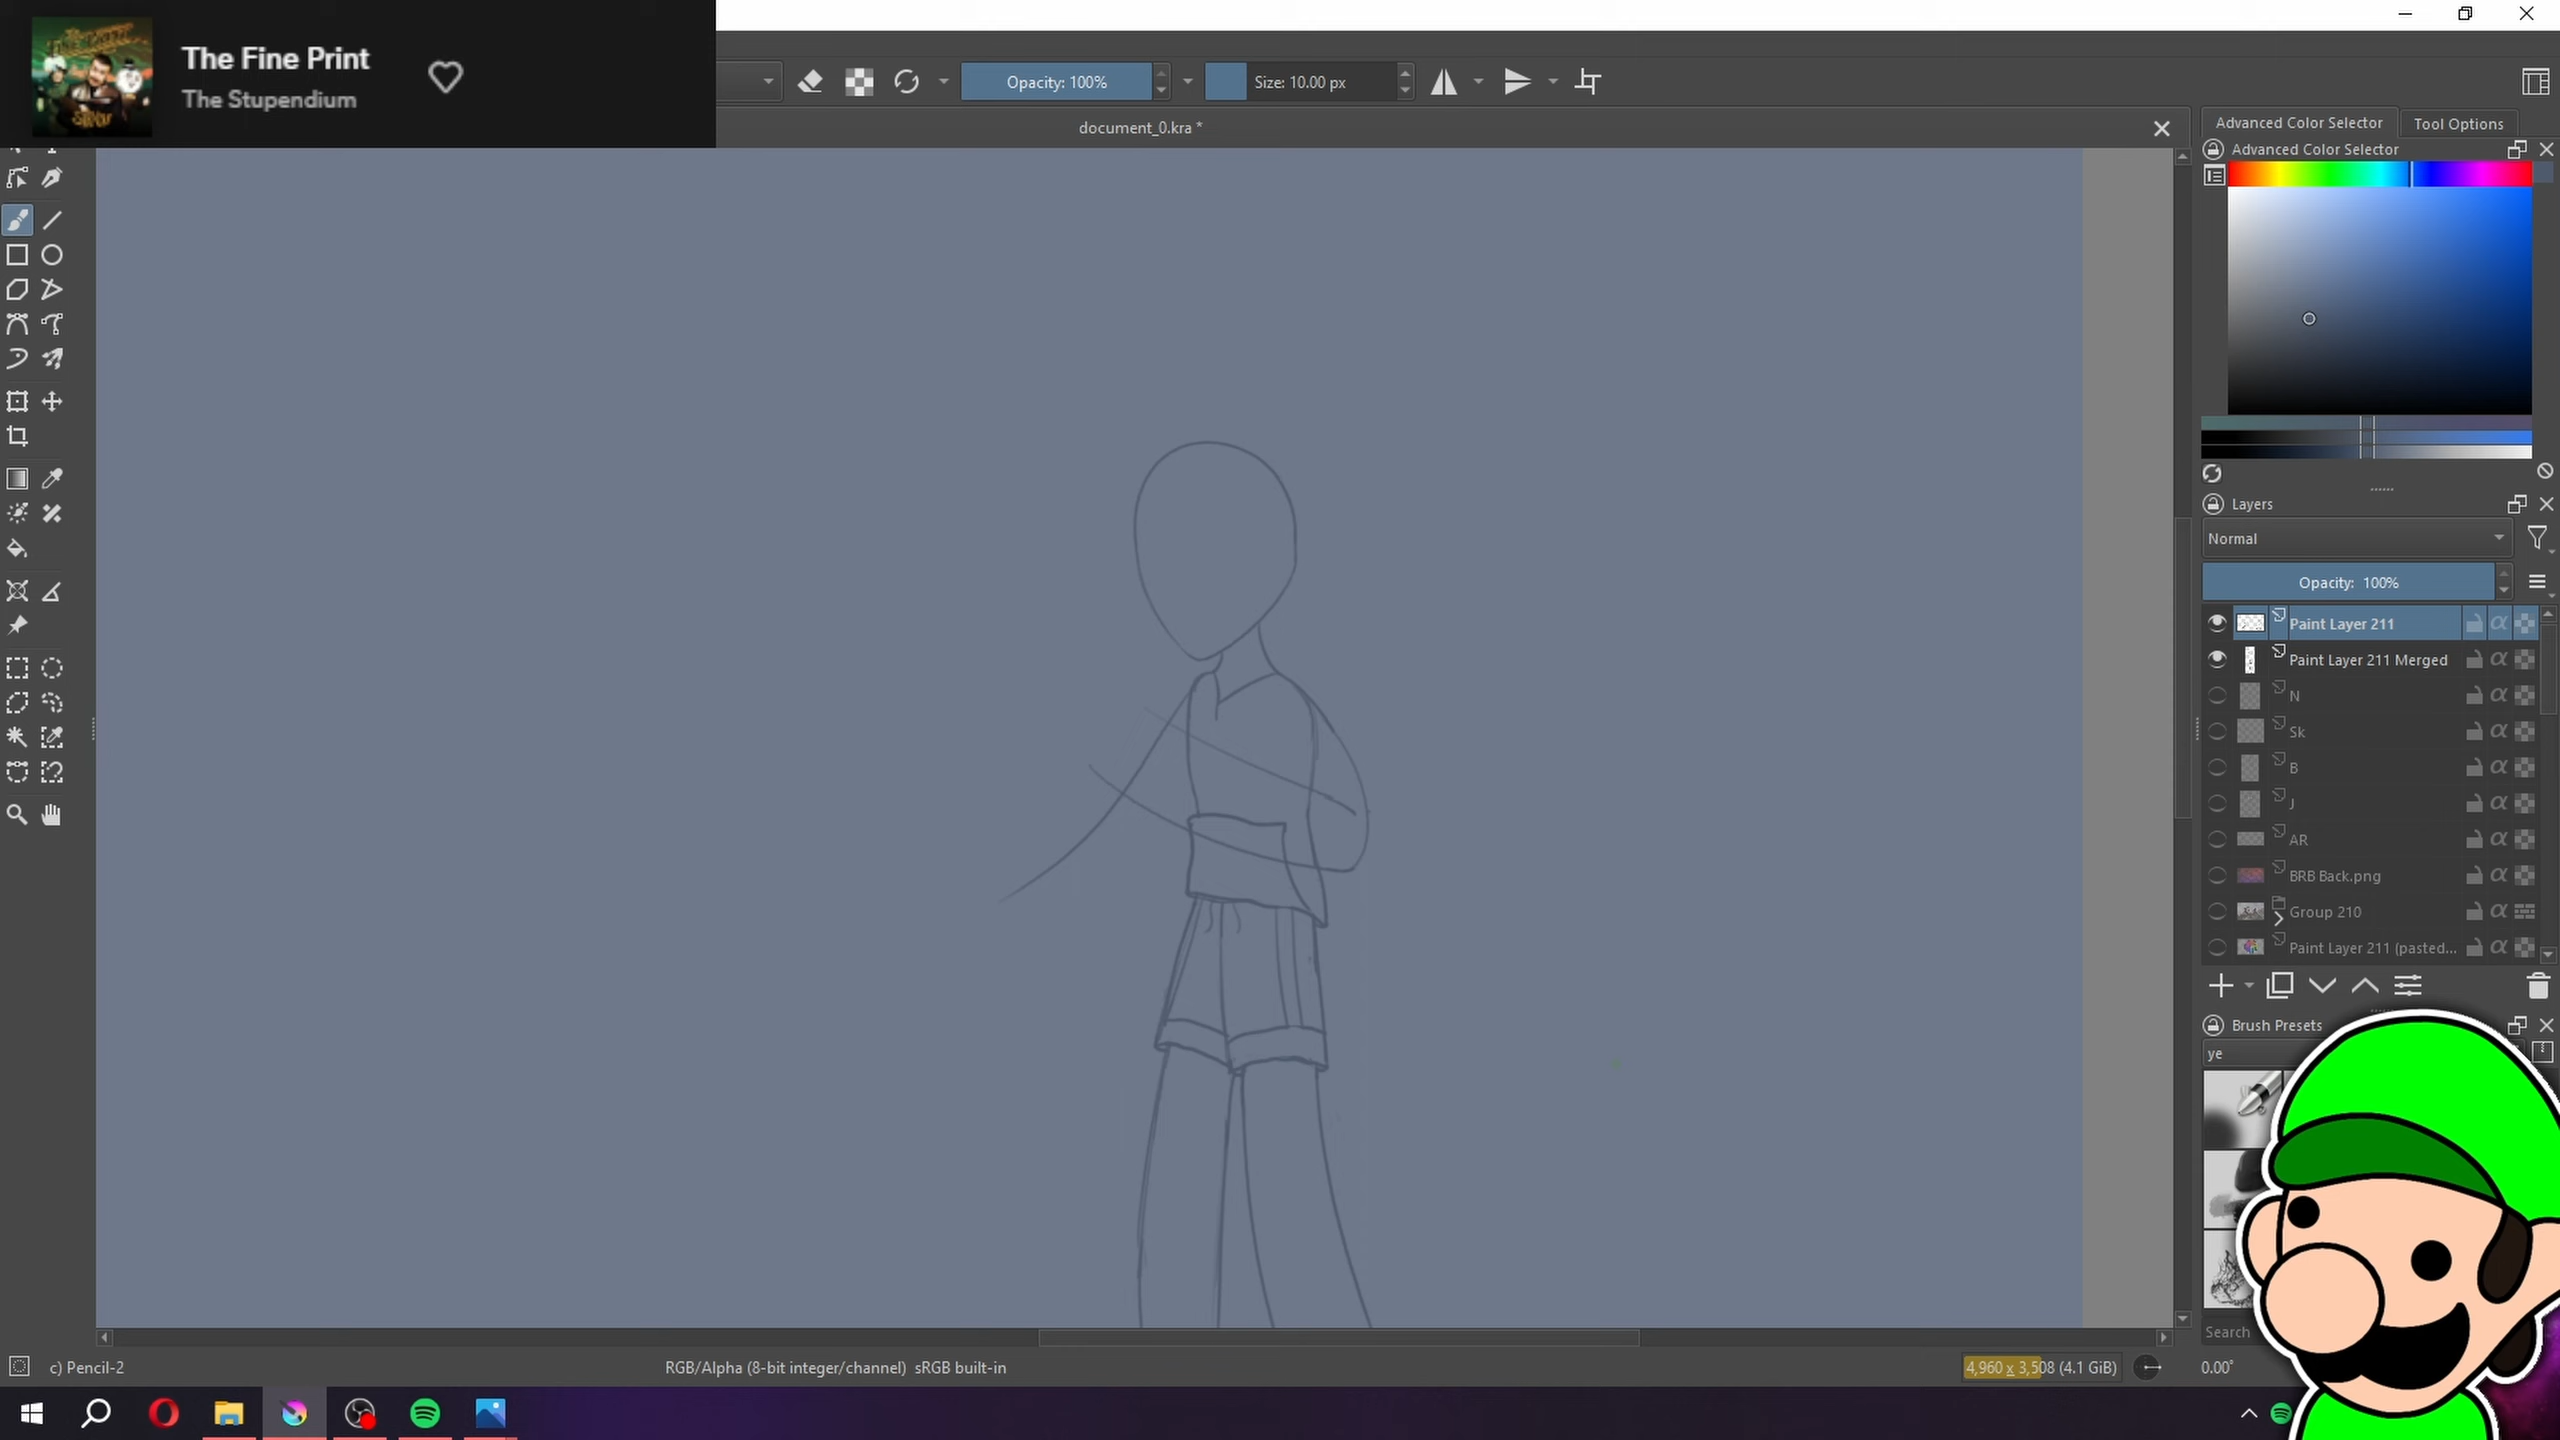 The Fine Print
The Stupendium
Opacity: 100%
Size: 10.00 px
document_0.kra *
Advanced Color Selector
Tool Options
Advanced Color Selector
Layers
Normal
Opacity: 100%
Paint Layer 211
Paint Layer 211 Merged
N
Sk
B
J
AR
BRB Back.png
Group 210
Paint Layer 211 (pasted...
Brush Presets
ye
Search
c) Pencil-2
RGB/Alpha (8-bit integer/channel) sRGB built-in
4,960 x 3,508 (4.1 GiB)
0.00°